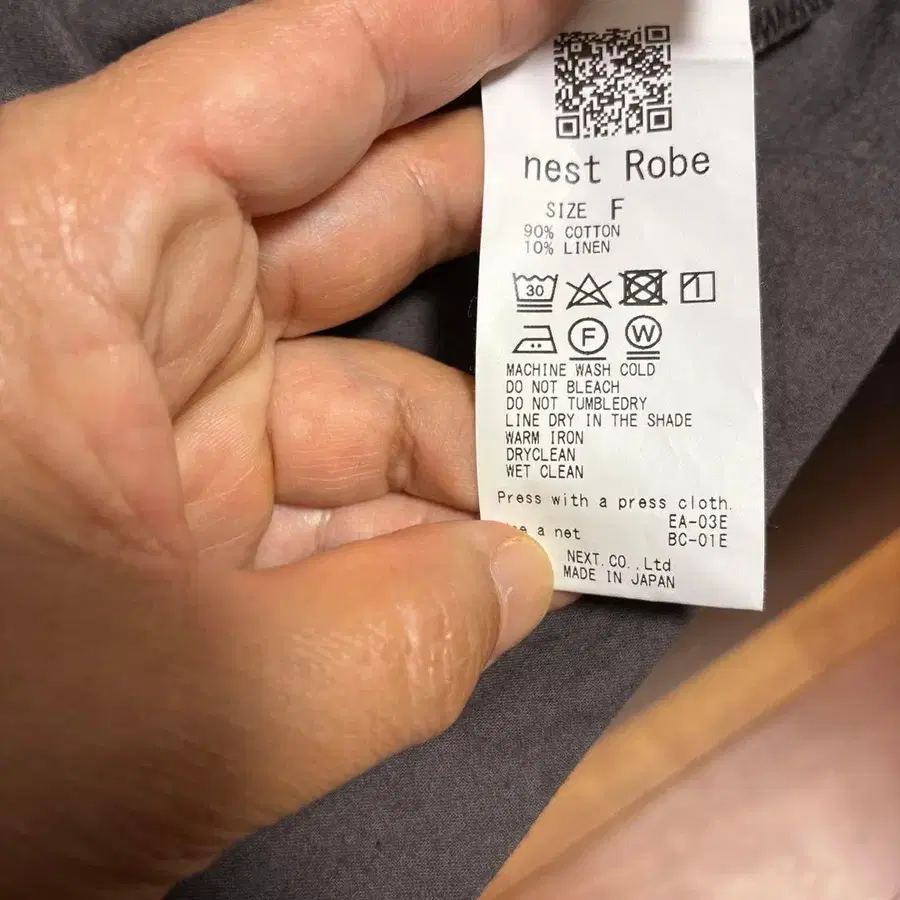 nest Robe
SIZE F
90% COTTON
10% LINEN
30
F W
MACHINE WASH COLD
DO NOT BLEACH
DO NOT TUMBLEDRY
LINE DRY IN THE SHADE
WARM IRON
DRYCLEAN
WET CLEAN
Press with a press cloth.
EA-03E
a net BC-01E
NEXT.CO.,Ltd
MADE IN JAPAN